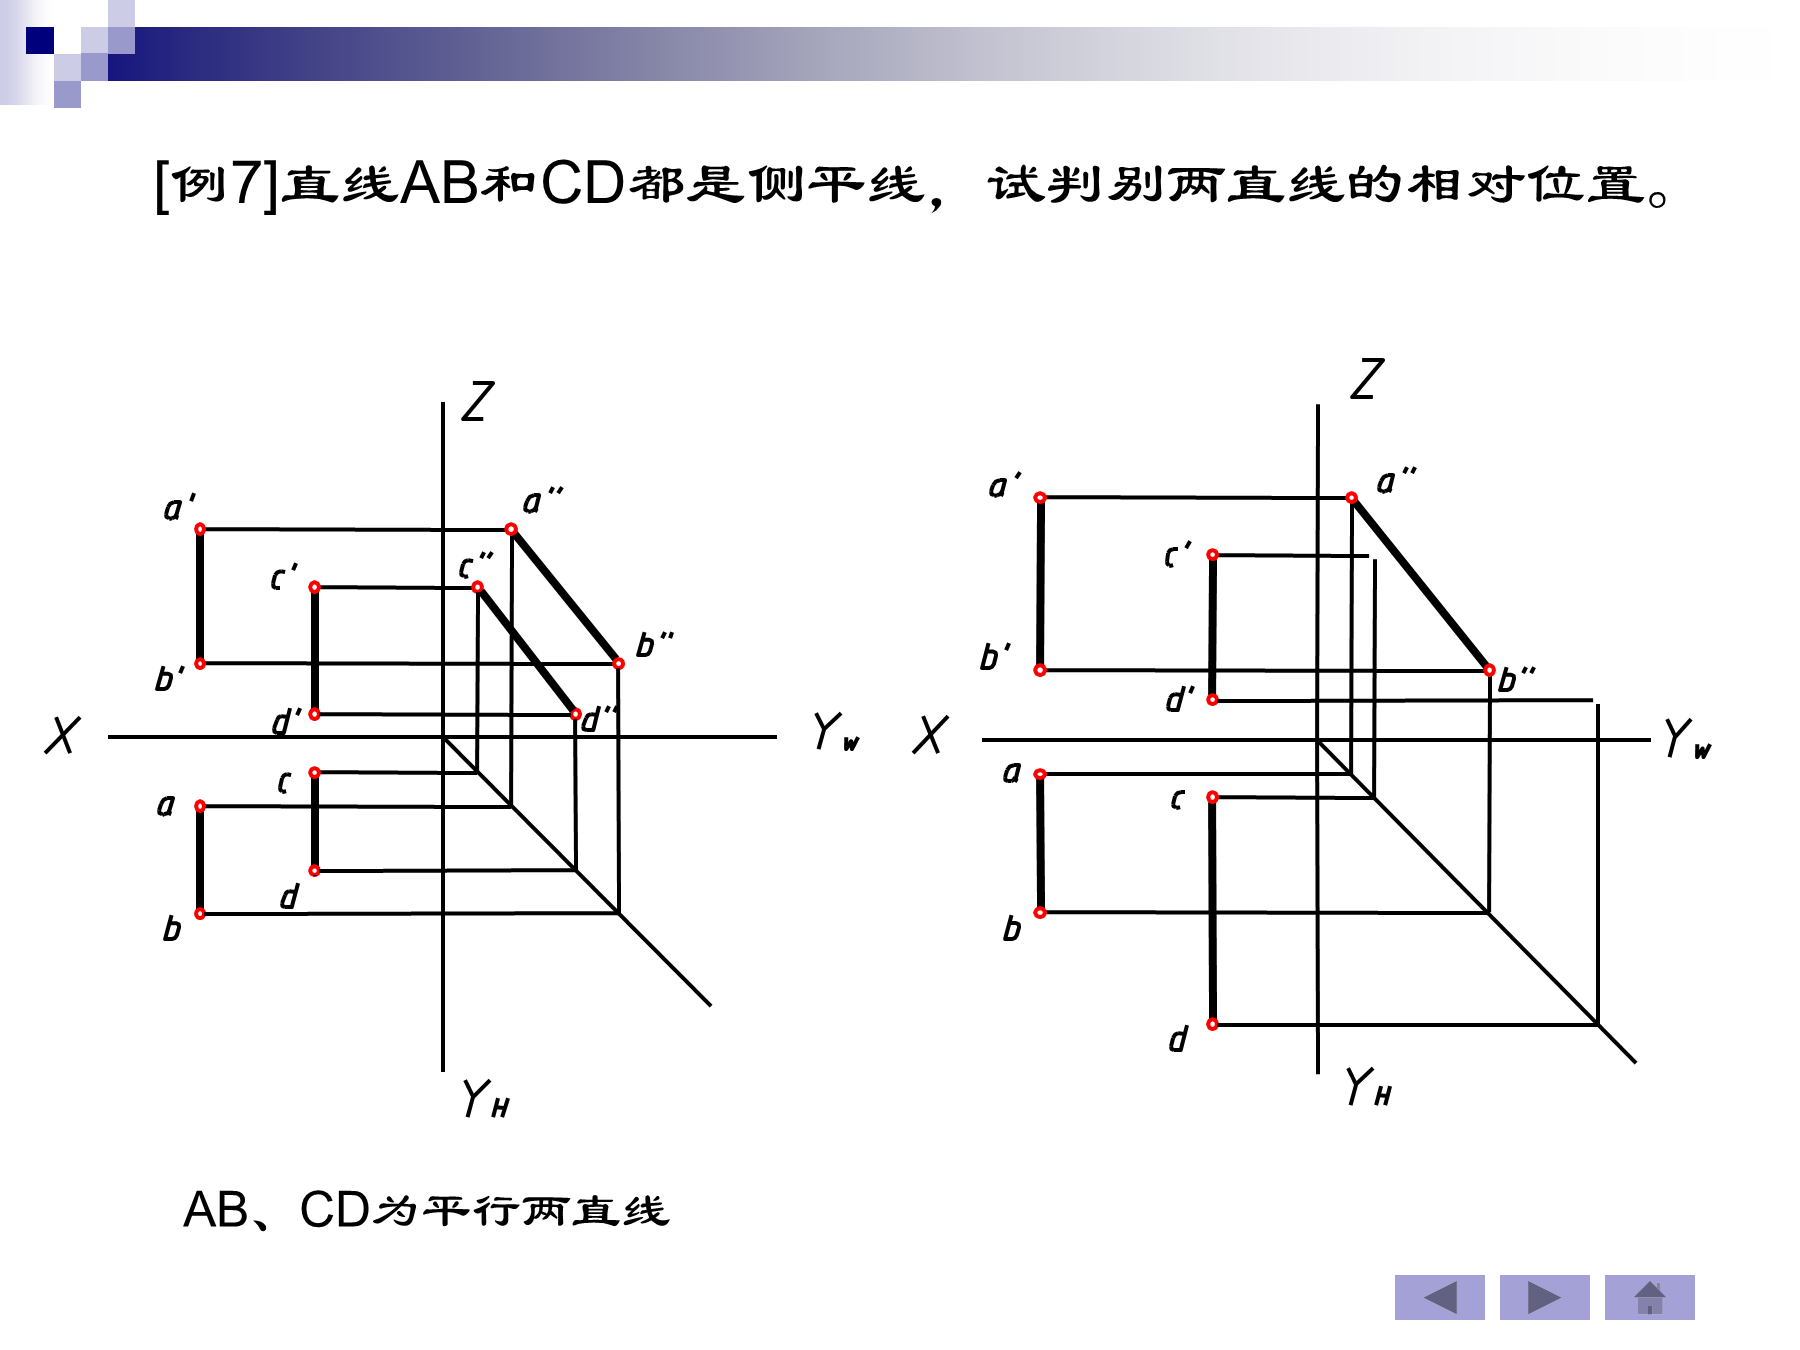 [例7]直线AB和CD都是侧平线，试判别两直线的相对位置。
Z
Z
a′
a″
c′
c″
b′
b″
d′
d″
X
Yw
c
a
d
b
YH
a′
a″
c′
b′
b″
d′
X
Yw
a
c
b
d
YH
AB、CD为平行两直线